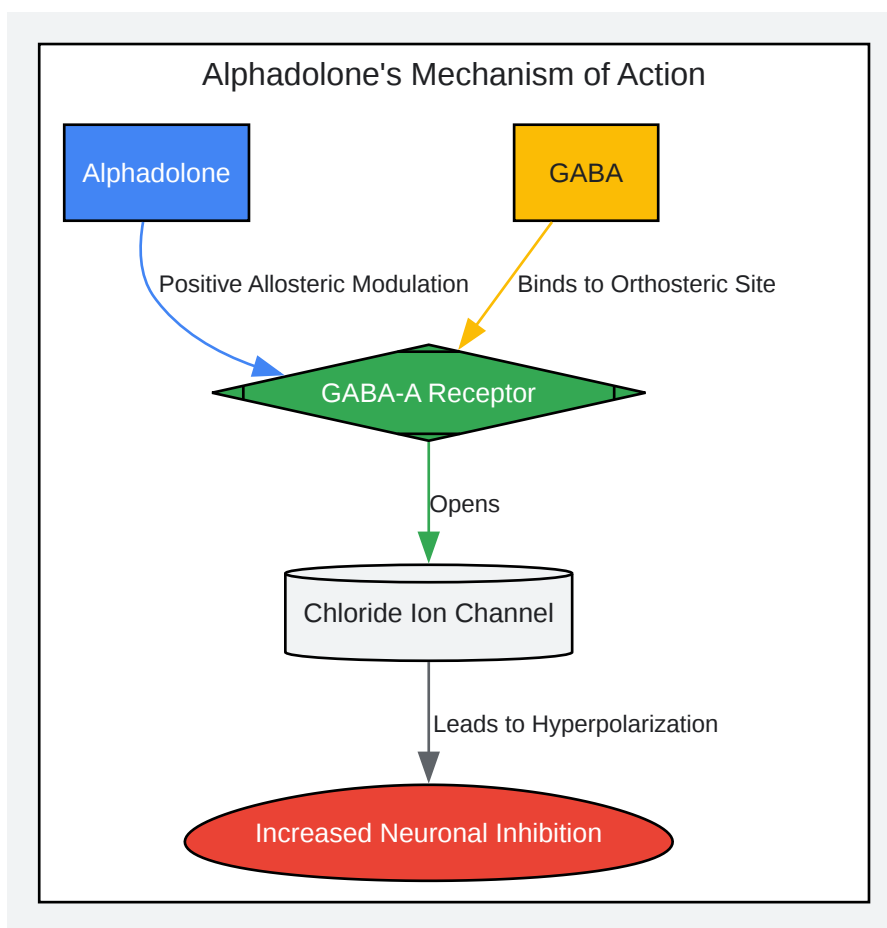 Alphadolone's Mechanism of Action
Alphadolone
GABA
Positive Allosteric Modulation
Binds to Orthosteric Site
GABA-A Receptor
Opens
Chloride Ion Channel
Leads to Hyperpolarization
Increased Neuronal Inhibition